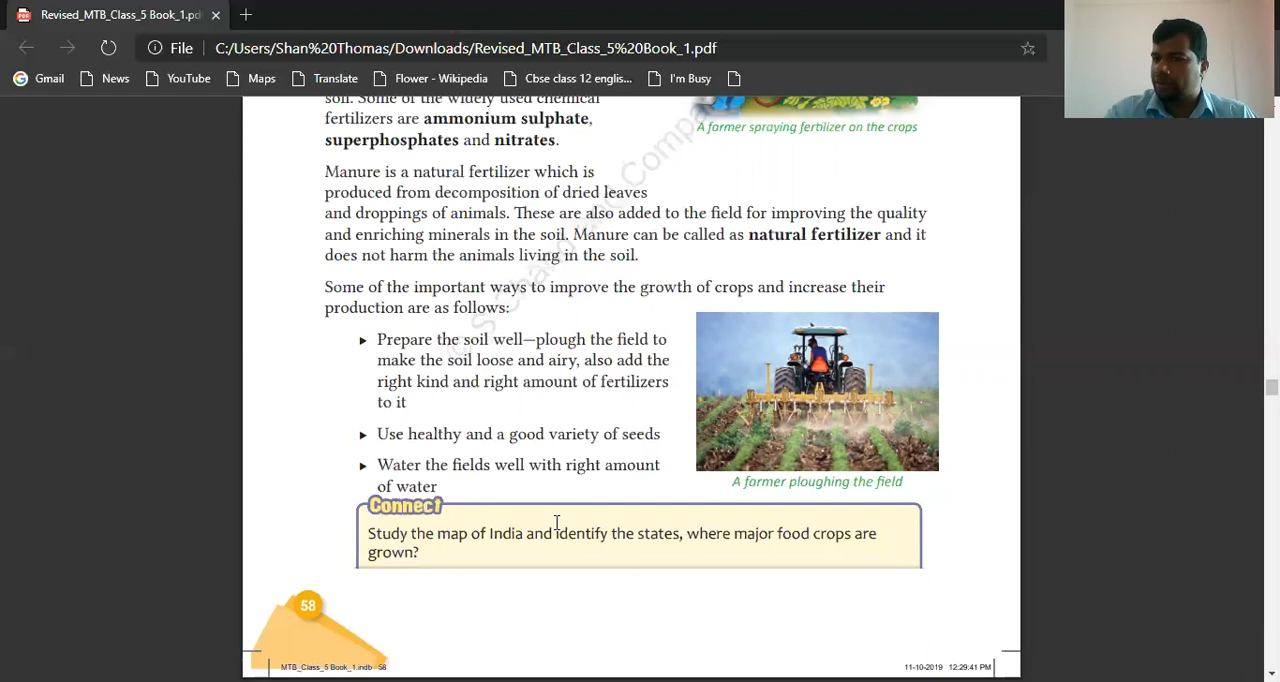 Revised_MTB_Class_5 Book_1.pd
File
C:/Users/Shan%20Thomas/Downloads/Revised_MTB_Class_5%20Book_1.pdf
Gmail
News
YouTube
Maps
Translate
Flower - Wikipedia
Cbse class 12 englis...
I'm Busy
soil. Some of the widely used chemical
fertilizers are ammonium sulphate,
superphosphates and nitrates.
A farmer spraying fertilizer on the crops
Manure is a natural fertilizer which is
produced from decomposition of dried leaves
and droppings of animals. These are also added to the field for improving the quality
and enriching minerals in the soil. Manure can be called as natural fertilizer and it
does not harm the animals living in the soil.
Some of the important ways to improve the growth of crops and increase their
production are as follows:
Prepare the soil well—plough the field to
make the soil loose and airy, also add the
right kind and right amount of fertilizers
to it
Use healthy and a good variety of seeds
Water the fields well with right amount
of water
A farmer ploughing the field
Connect
Study the map of India and identify the states, where major food crops are
grown?
58
MTB_Class_5 Book_1.indb 58
11-10-2019 12:29:41 PM